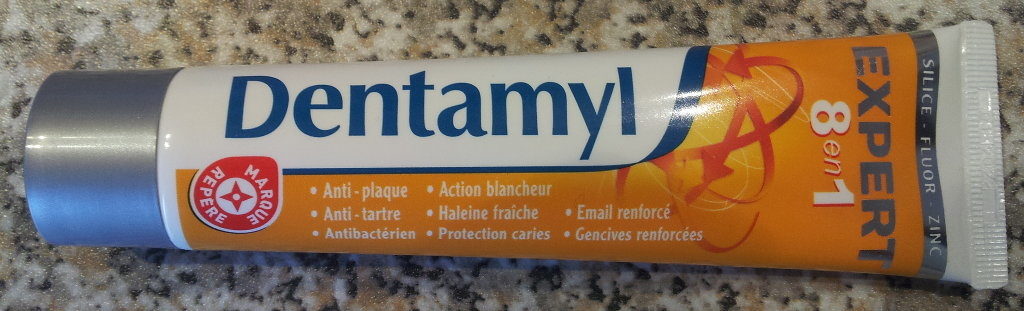 Dentamyl
MARQUE
REPÈRE
• Anti-plaque
• Anti-tartre
• Antibactérien
• Action blancheur
• Haleine fraîche
• Protection caries
• Email renforcé
• Gencives renforcées
8 en 1
EXPERT
SILICE - FLUOR - ZINC